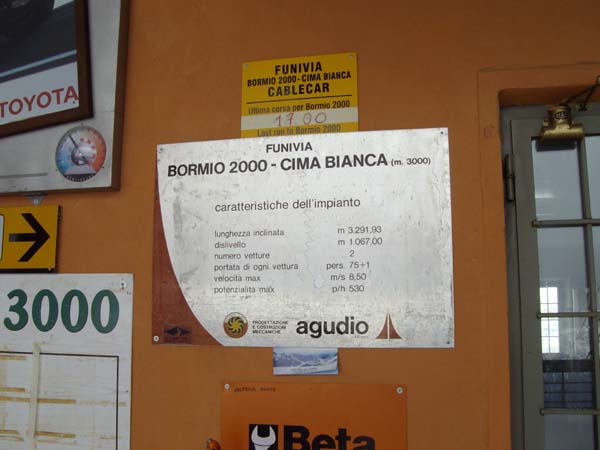 TOYOTA
FUNIVIA
BORMIO 2000-CIMA BIANCA
CABLECAR
Ultima corsa per Bormio 2000
17.00
Last run to Bormio 2000
FUNIVIA
BORMIO 2000 - CIMA BIANCA (m. 3000)
caratteristiche dell'impianto
lunghezza inclinata m 3.291,93
dislivello m 1.067,00
numero vetture 2
portata di ogni vettura pers. 75+1
velocità max m/s 8,50
potenzialità max p/h 530
PROGETTAZIONE
E COSTRUZIONI
MECCANICHE
agudio
3000
Beta